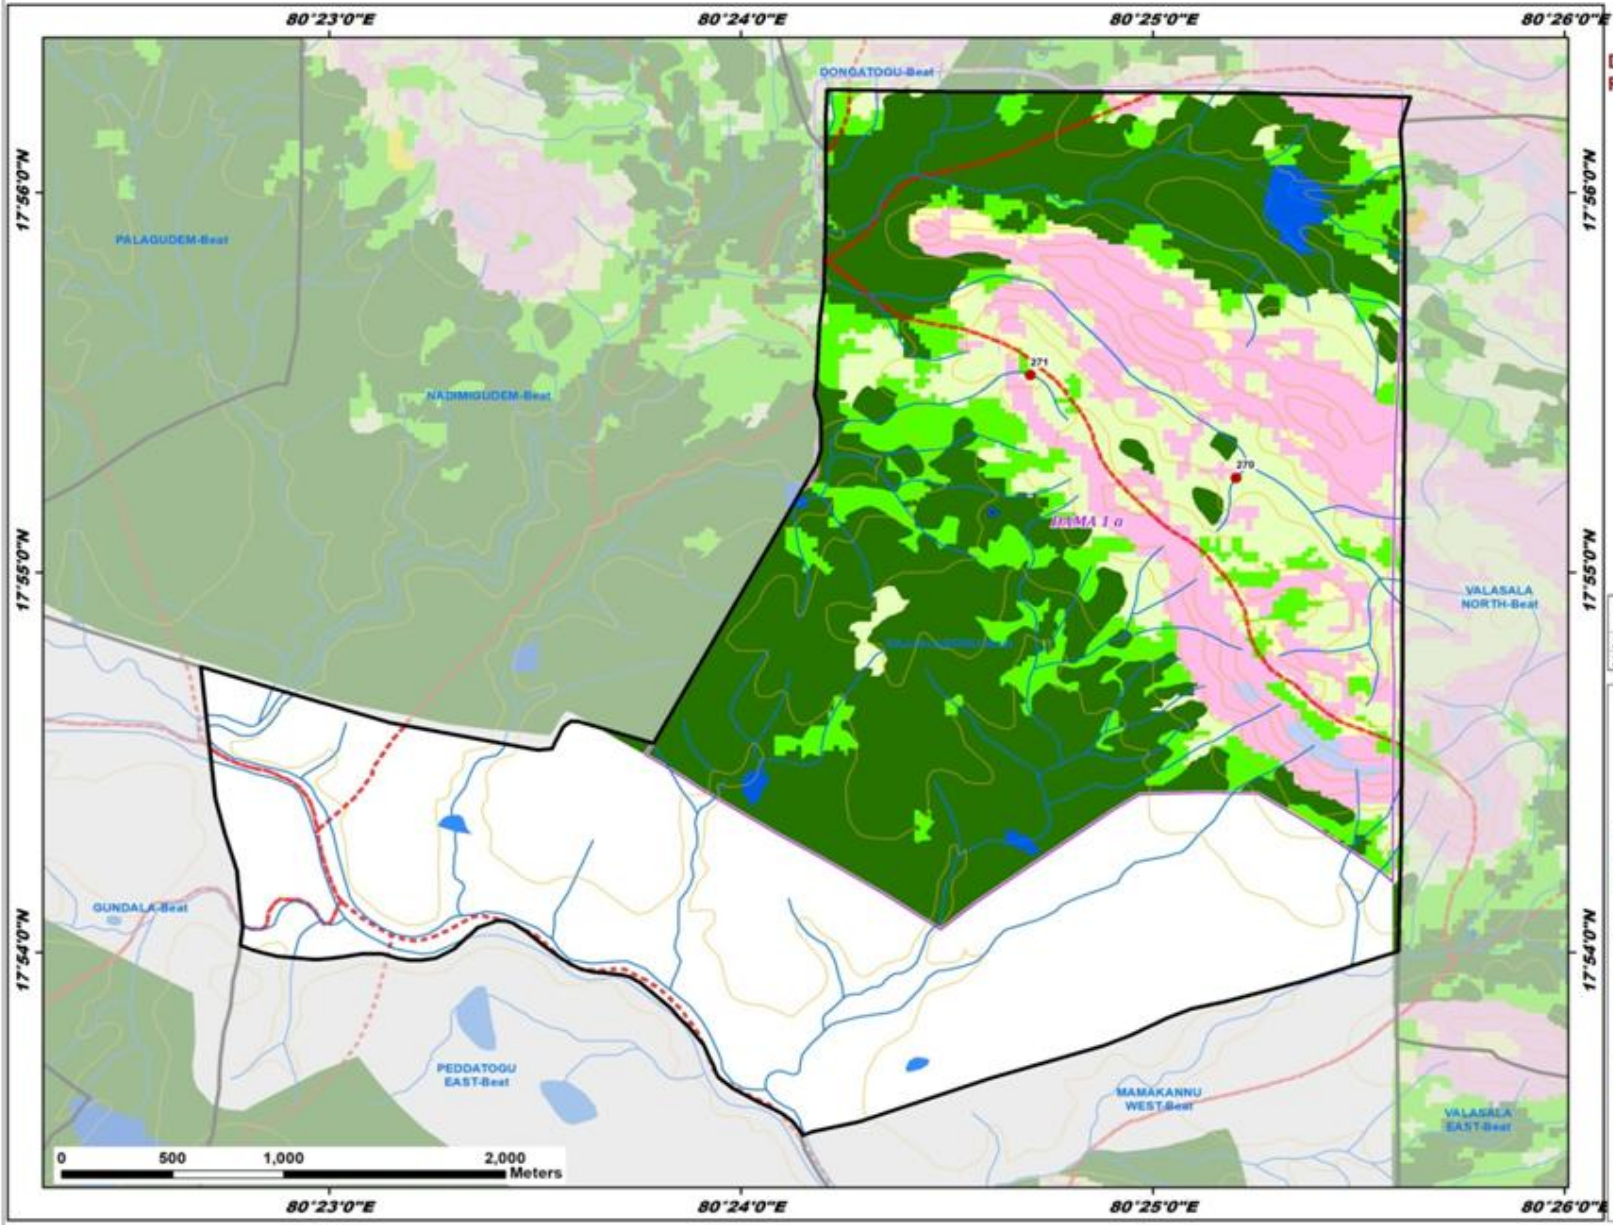 80°23'0"E
80°24'0"E
80°25'0"E
80°26'0"E
DONGATOGU-Beat
17°56'0"N
17°56'0"N
PALAGUDEM-Beat
271
NADIMIGUDEM-Beat
270
DAMA 1 a
17°55'0"N
17°55'0"N
VALASALA
NORTH-Beat
GUNDALA-Beat
17°54'0"N
17°54'0"N
PEDDATOGU
EAST-Beat
MAMAKANNU
WEST-Beat
VALASALA
EAST-Beat
0 500 1,000 2,000
Meters
80°23'0"E
80°24'0"E
80°25'0"E
80°26'0"E